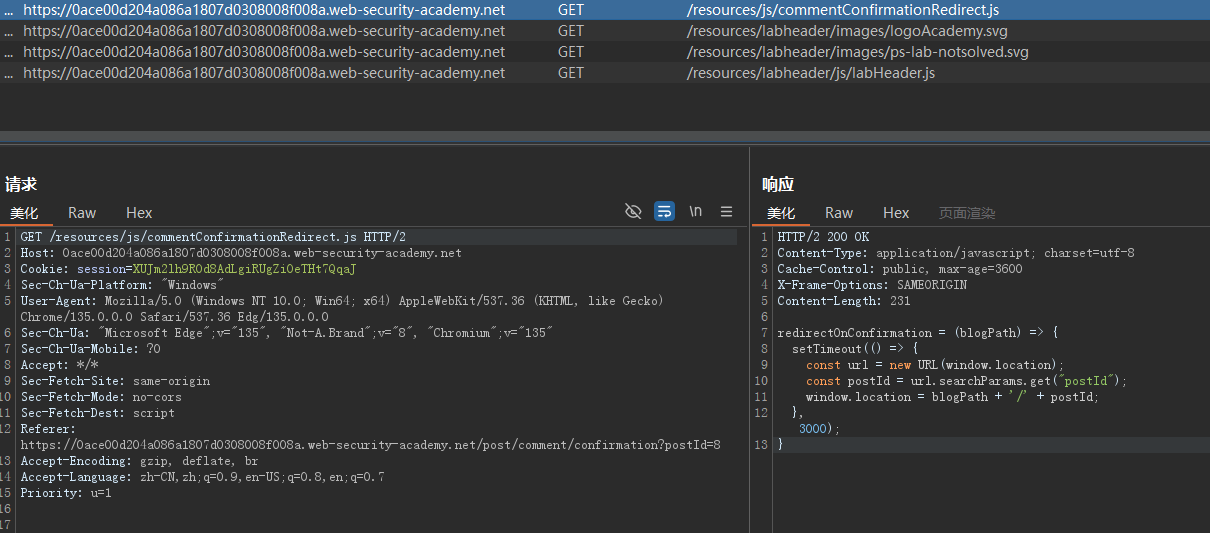 ... https://0ace00d204a086a1807d0308008f008a.web-security-academy.net GET /resources/js/commentConfirmationRedirect.js
... https://0ace00d204a086a1807d0308008f008a.web-security-academy.net GET /resources/labheader/images/logoAcademy.svg
... https://0ace00d204a086a1807d0308008f008a.web-security-academy.net GET /resources/labheader/images/ps-lab-notsolved.svg
... https://0ace00d204a086a1807d0308008f008a.web-security-academy.net GET /resources/labheader/js/labHeader.js
请求
美化 Raw Hex
\n
1 GET /resources/js/commentConfirmationRedirect.js HTTP/2
2 Host: 0ace00d204a086a1807d0308008f008a.web-security-academy.net
3 Cookie: session=XUJm2lh9R0d8AdLgiRUgZi0eTHt7QqaJ
4 Sec-Ch-Ua-Platform: "Windows"
5 User-Agent: Mozilla/5.0 (Windows NT 10.0; Win64; x64) AppleWebKit/537.36 (KHTML, like Gecko)
Chrome/135.0.0.0 Safari/537.36 Edg/135.0.0.0
6 Sec-Ch-Ua: "Microsoft Edge";v="135", "Not-A.Brand";v="8", "Chromium";v="135"
7 Sec-Ch-Ua-Mobile: ?0
8 Accept: */*
9 Sec-Fetch-Site: same-origin
10 Sec-Fetch-Mode: no-cors
11 Sec-Fetch-Dest: script
12 Referer:
https://0ace00d204a086a1807d0308008f008a.web-security-academy.net/post/comment/confirmation?postId=8
13 Accept-Encoding: gzip, deflate, br
14 Accept-Language: zh-CN,zh;q=0.9,en-US;q=0.8,en;q=0.7
15 Priority: u=1
16
17
响应
美化 Raw Hex 页面渲染
1 HTTP/2 200 OK
2 Content-Type: application/javascript; charset=utf-8
3 Cache-Control: public, max-age=3600
4 X-Frame-Options: SAMEORIGIN
5 Content-Length: 231
6
7 redirectOnConfirmation = (blogPath) => {
8 setTimeout(() => {
9 const url = new URL(window.location);
10 const postId = url.searchParams.get("postId");
11 window.location = blogPath + '/' + postId;
12 },
3000);
13 }